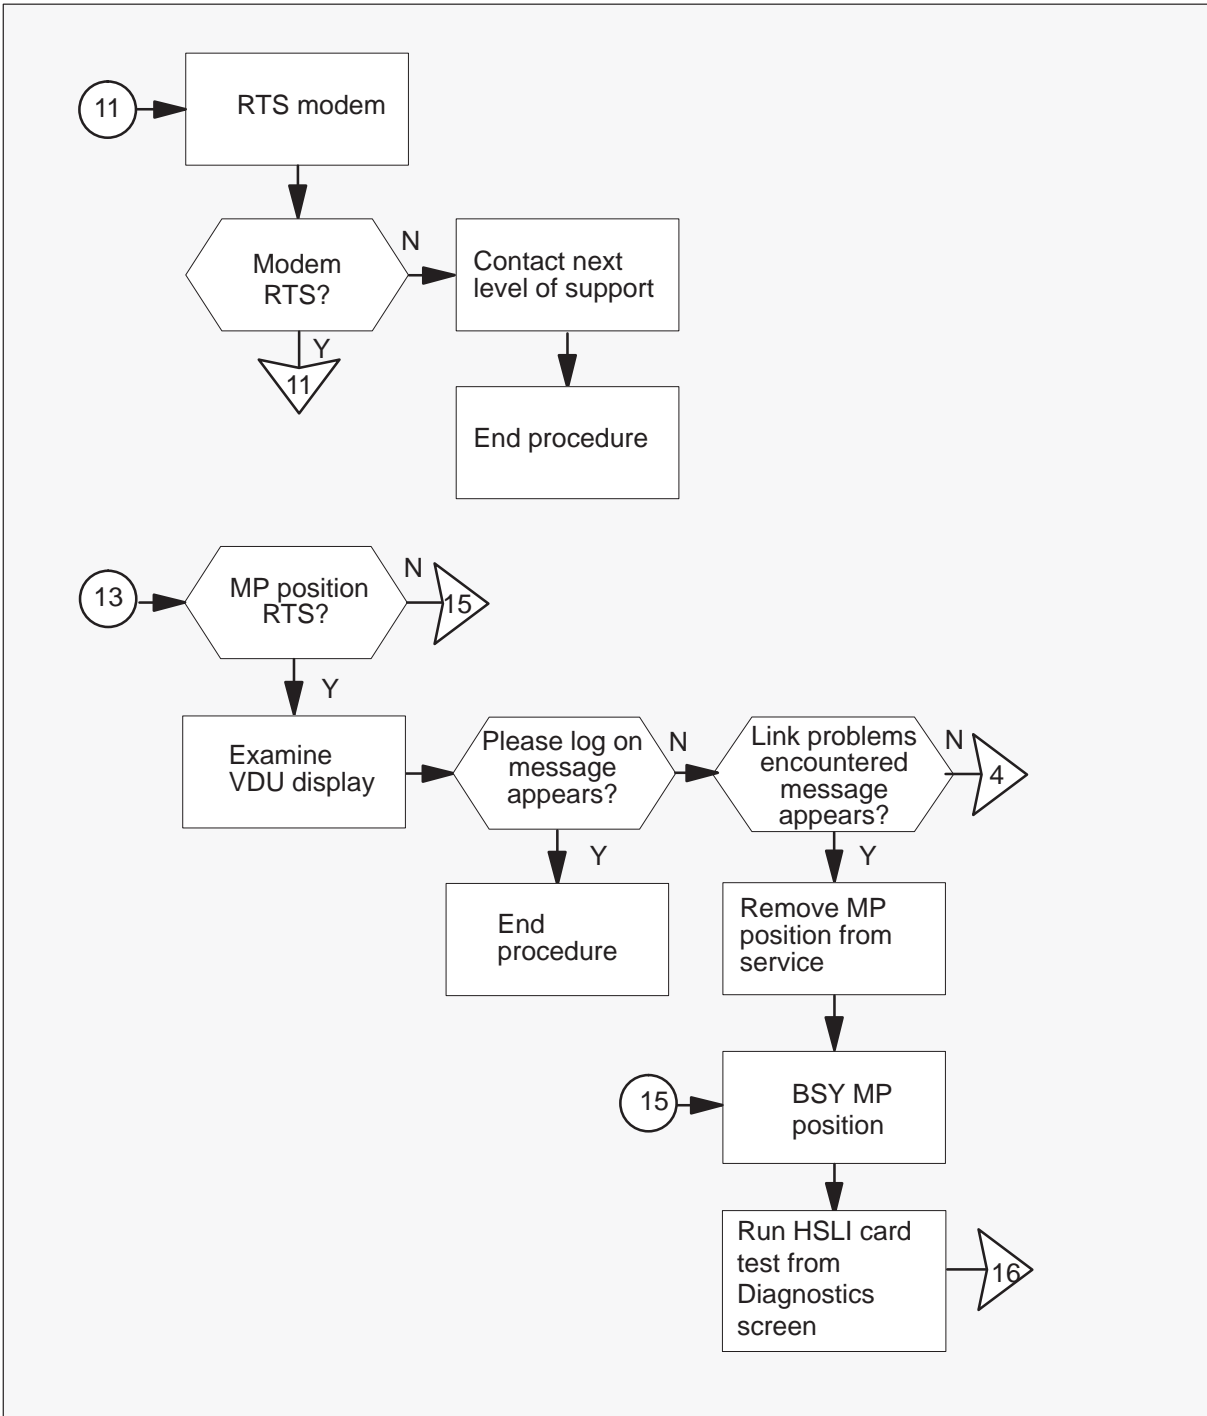 11
RTS modem
Modem
RTS?
N
Contact next
level of support
Y
11
End procedure
13
MP position
RTS?
N
15
Y
Examine
VDU display
Please log on
message
appears?
N
Link problems
encountered
message
appears?
N
4
Y
End
procedure
Y
Remove MP
position from
service
15
BSY MP
position
Run HSLI card
test from
Diagnostics
screen
16